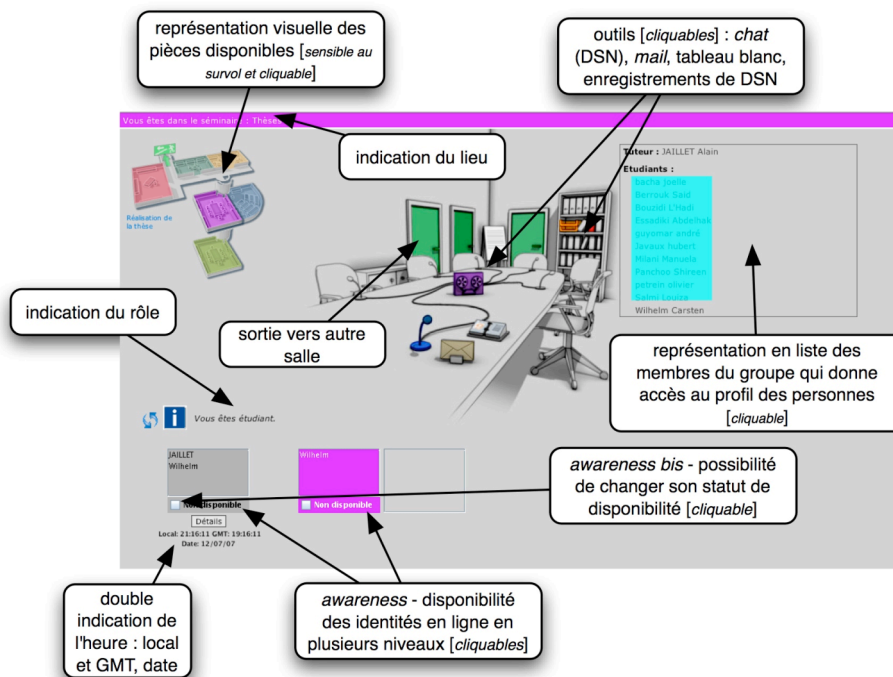 représentation visuelle des
pièces disponibles [sensible au
survol et cliquable]
outils [cliquables] : chat
(DSN), mail, tableau blanc,
enregistrements de DSN
Vous êtes dans le séminaire : Thèses
indication du lieu
Tuteur : JAILLET Alain
Etudiants :
bacha joelle
Berrouk Said
Bouzidi L'Hadi
Essadiki Abdelhak
guyomar andré
Javaux hubert
Milani Manuela
Panchoo Shireen
petrein olivier
Salmi Louiza
Wilhelm Carsten
Réalisation de
la thèse
indication du rôle
sortie vers autre
salle
représentation en liste des
membres du groupe qui donne
accès au profil des personnes
[cliquable]
Vous êtes étudiant.
JAILLET
Wilhelm
Non disponible
Wilhelm
Non disponible
awareness bis - possibilité
de changer son statut de
disponibilité [cliquable]
Détails
Local: 21:16:11 GMT: 19:16:11
Date: 12/07/07
double
indication de
l'heure : local
et GMT, date
awareness - disponibilité
des identités en ligne en
plusieurs niveaux [cliquables]